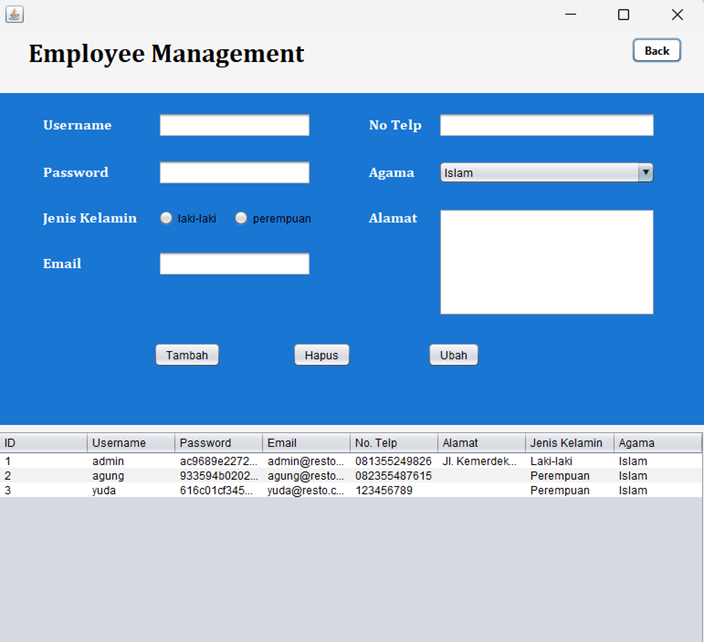 Employee Management
Back
Username
No Telp
Password
Agama
Islam
Jenis Kelamin
laki-laki
perempuan
Alamat
Email
Tambah
Hapus
Ubah
ID Username Password Email No. Telp Alamat Jenis Kelamin Agama
1 admin ac9689e2272... admin@resto... 081355249826 Jl. Kemerdek... Laki-laki Islam
2 agung 933594b0202... agung@resto... 082355487615 Perempuan Islam
3 yuda 616c01cf345... yuda@resto.c... 123456789 Perempuan Islam